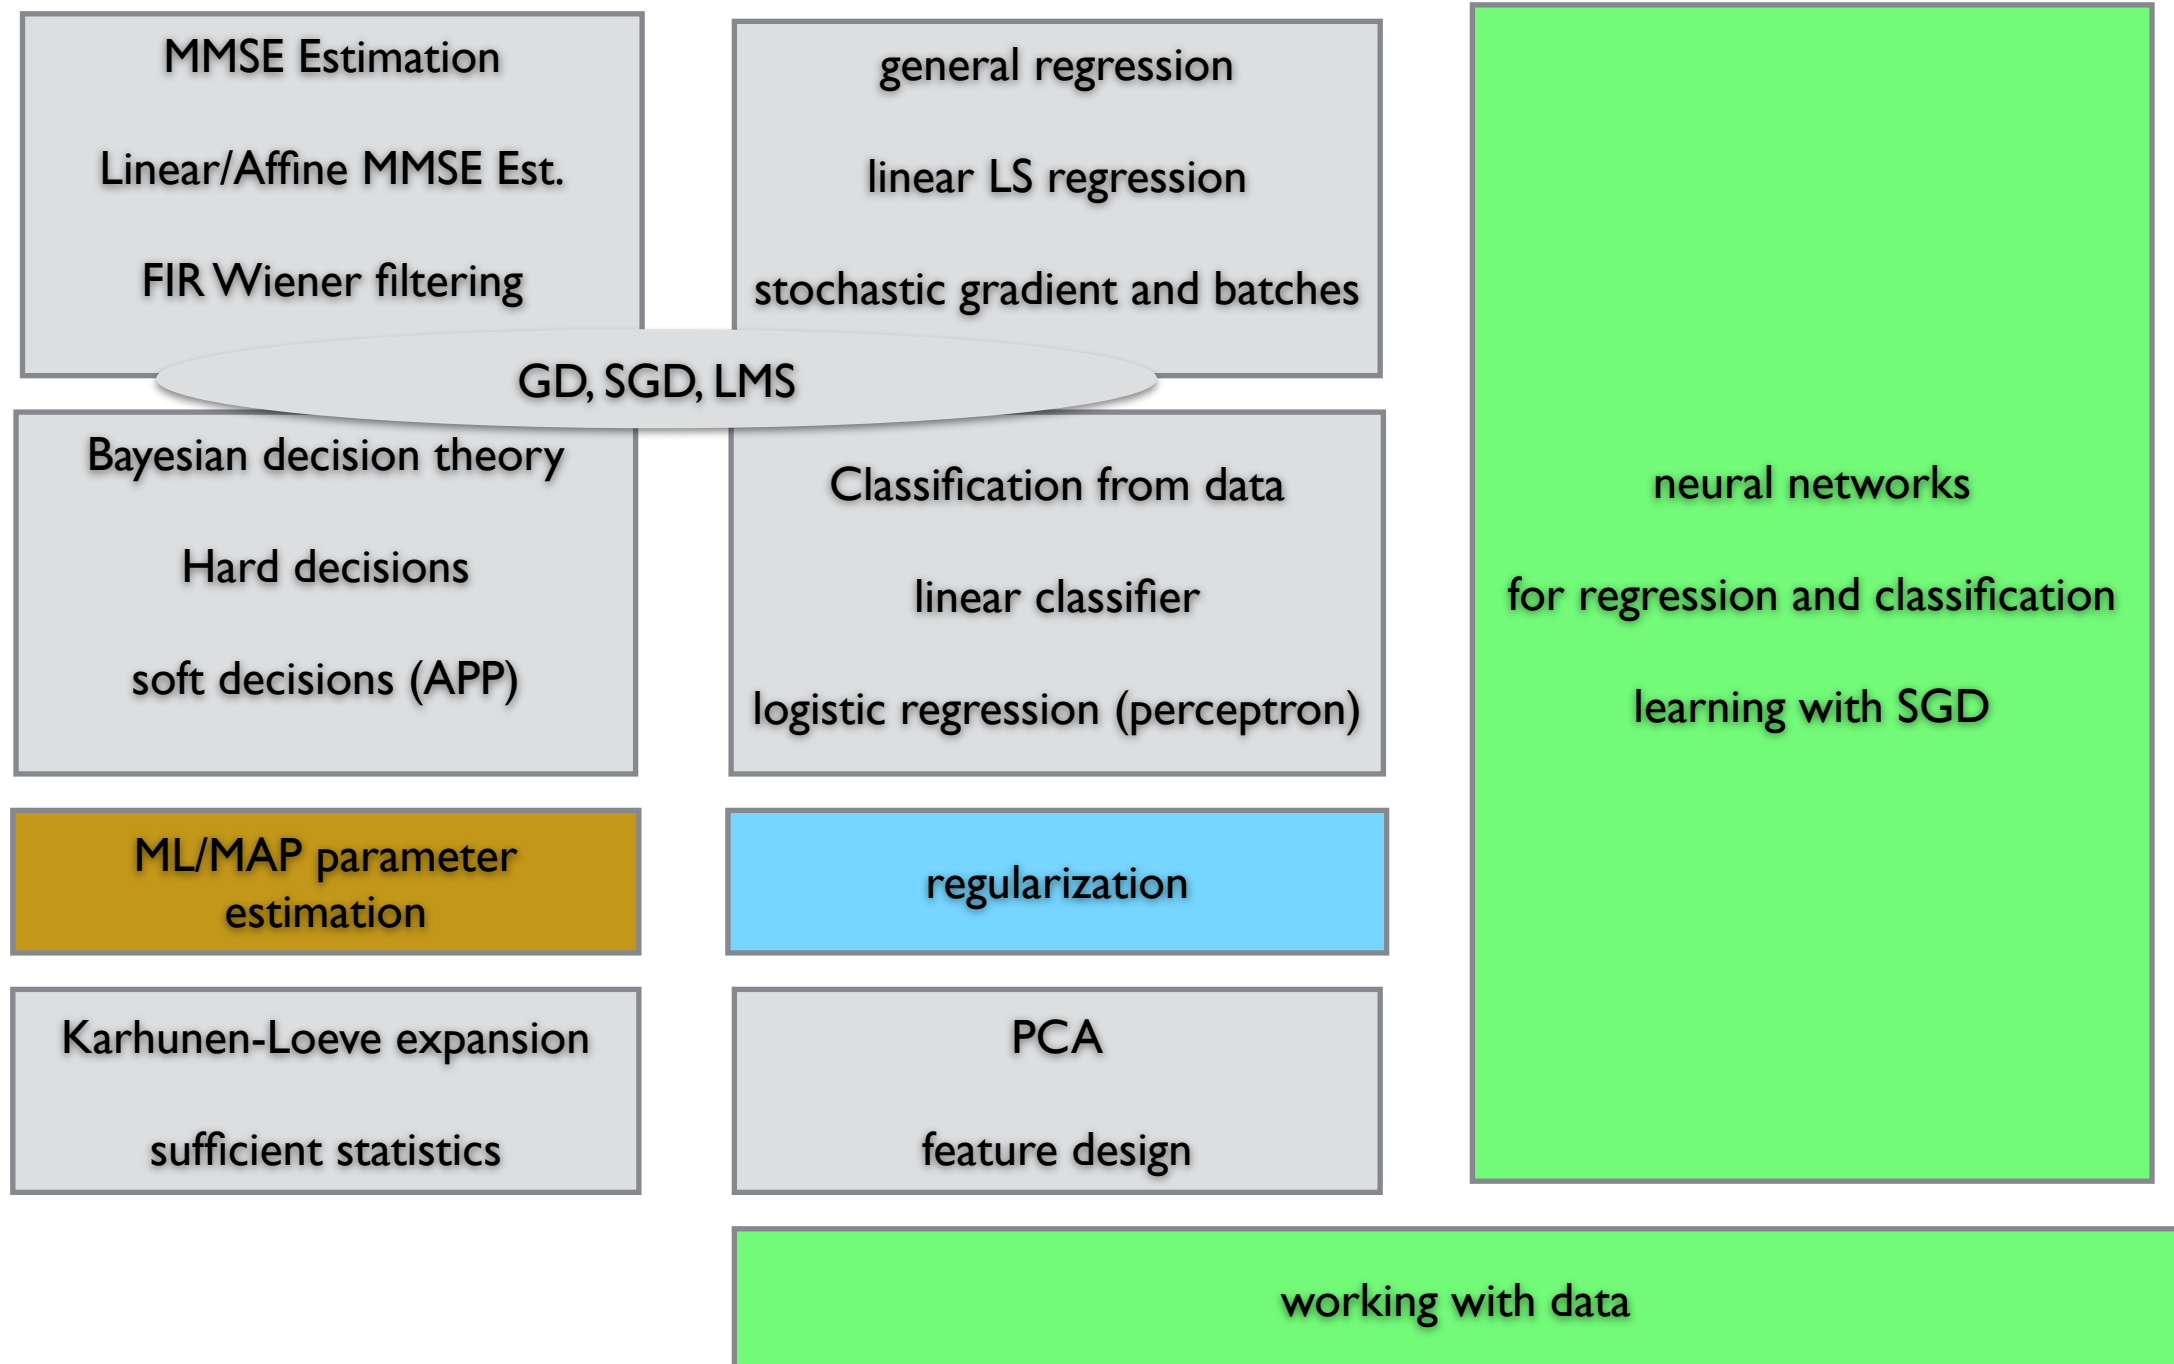 MMSE Estimation
Linear/Affine MMSE Est.
FIR Wiener filtering
general regression
linear LS regression
stochastic gradient and batches
GD, SGD, LMS
Bayesian decision theory
Hard decisions
soft decisions (APP)
Classification from data
linear classifier
logistic regression (perceptron)
neural networks
for regression and classification
learning with SGD
ML/MAP parameter
estimation
regularization
Karhunen-Loeve expansion
sufficient statistics
PCA
feature design
working with data